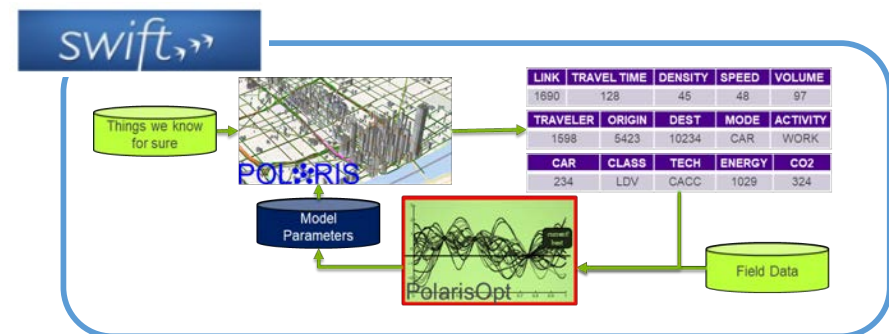 swift
Things we know
for sure
POLARIS
LINK TRAVEL TIME DENSITY SPEED VOLUME
1690 128 45 48 97
TRAVELER ORIGIN DEST MODE ACTIVITY
1598 5423 10234 CAR WORK
CAR CLASS TECH ENERGY CO2
234 LDV CACC 1029 324
Model
Parameters
PolarisOpt
Field Data